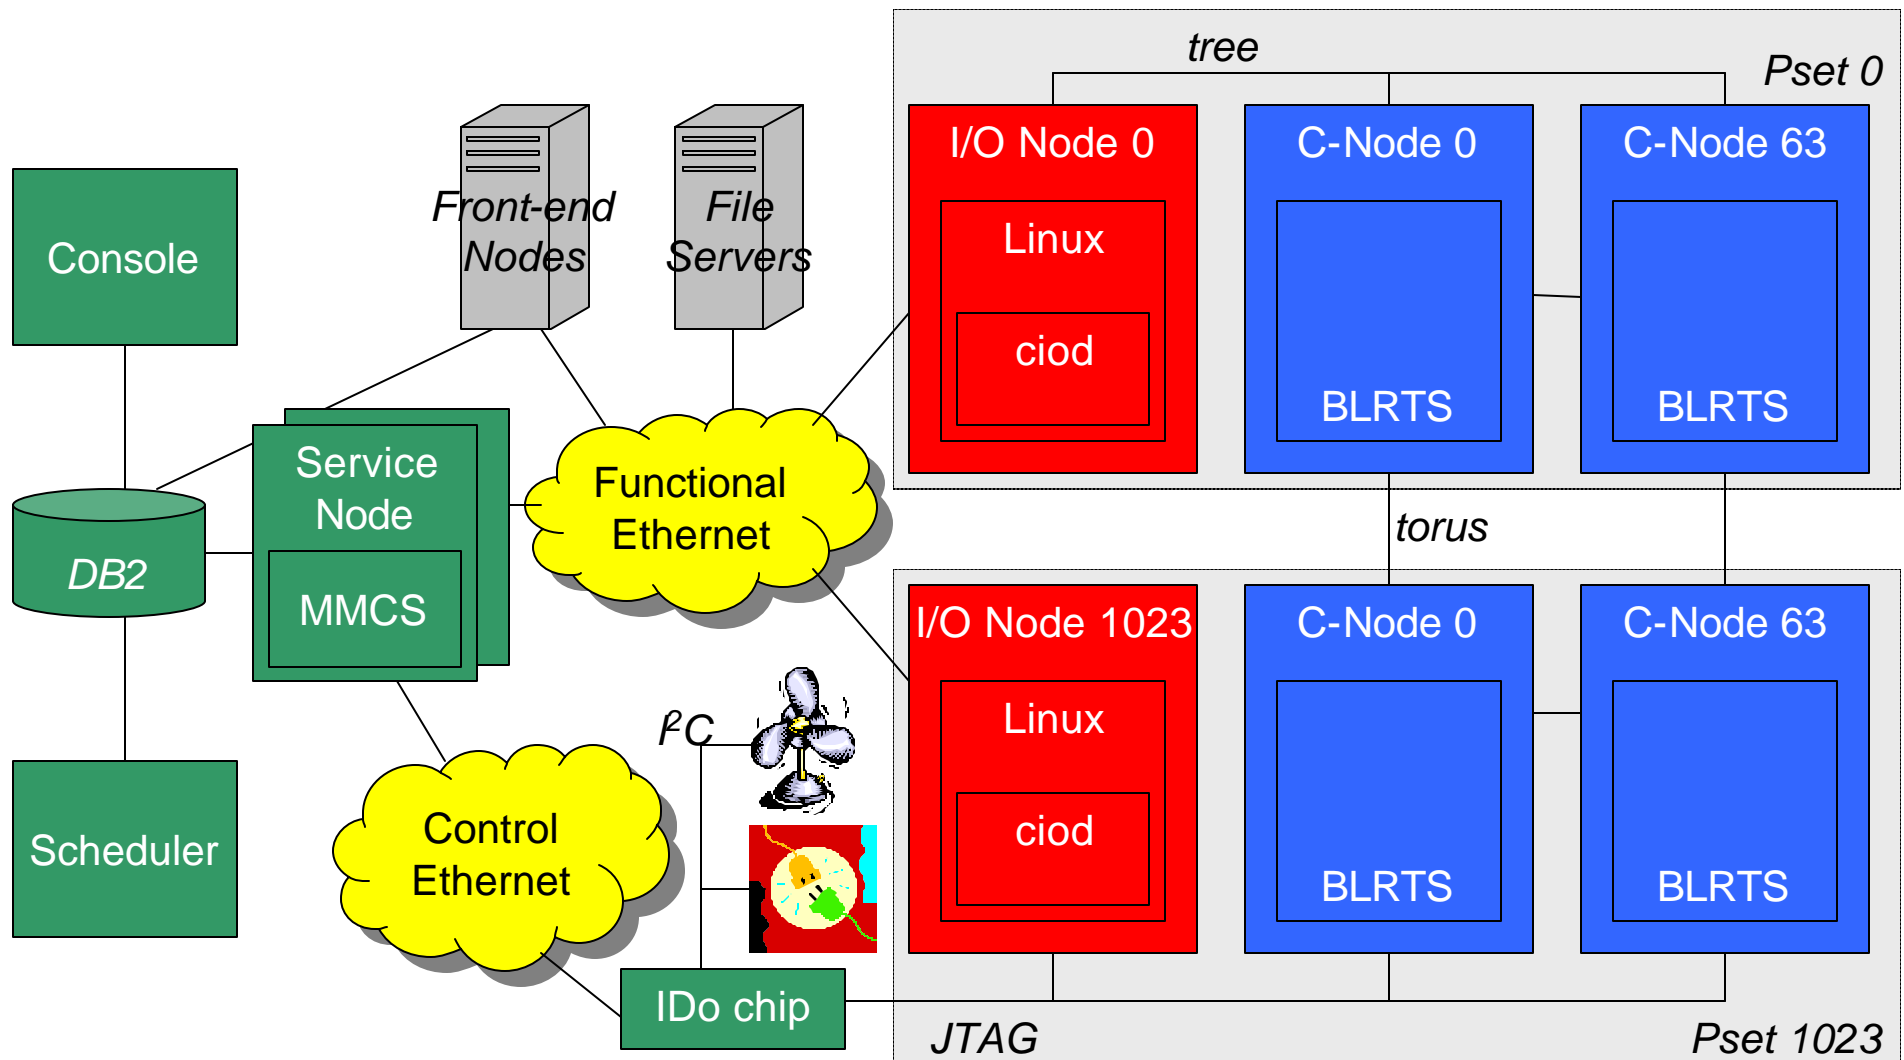 tree
Pset 0
I/O Node 0
C-Node 0
C-Node 63
Front-end
Nodes
File
Servers
Console
Linux
ciod
BLRTS
BLRTS
Service
Node
MMCS
Functional
Ethernet
DB2
torus
I/O Node 1023
C-Node 0
C-Node 63
Linux
ciod
BLRTS
BLRTS
I²C
Scheduler
Control
Ethernet
IDo chip
JTAG
Pset 1023